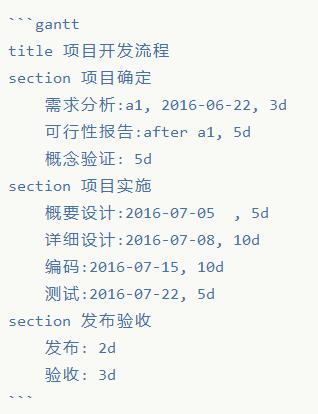 ```gantt
title 项目开发流程
section 项目确定
    需求分析:a1, 2016-06-22, 3d
    可行性报告:after a1, 5d
    概念验证: 5d
section 项目实施
    概要设计:2016-07-05  , 5d
    详细设计:2016-07-08, 10d
    编码:2016-07-15, 10d
    测试:2016-07-22, 5d
section 发布验收
    发布: 2d
    验收: 3d
```